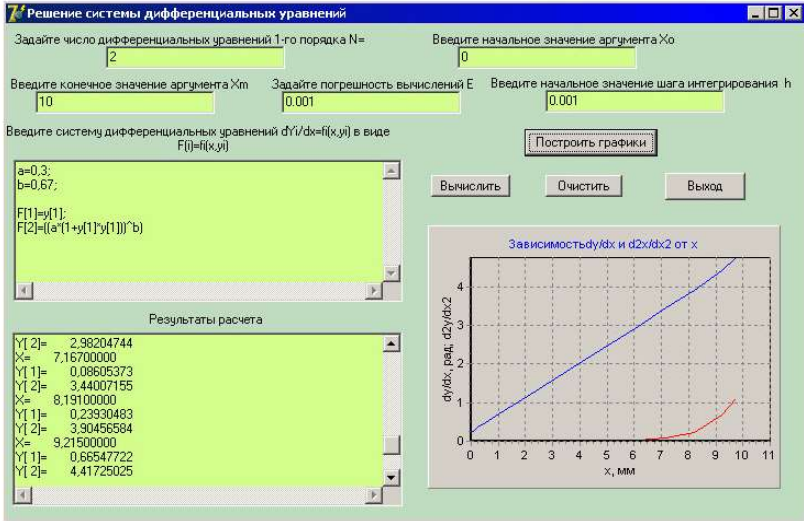 Решение системы дифференциальных уравнений
Задайте число дифференциальных уравнений 1-го порядка N=
2
Введите начальное значение аргумента Xo
0
Введите конечное значение аргумента Xm
10
Задайте погрешность вычислений E
0.001
Введите начальное значение шага интегрирования h
0.001
Введите систему дифференциальных уравнений dYi/dx=fi(x,yi) в виде
F(i)=fi(x,yi)
a=0,3;
b=0,67;
F[1]=y[1];
F[2]=((a*(1+y[1]*y[1]))^b)
Построить графики
Вычислить
Очистить
Выход
Результаты расчета
Y[ 2]= 2,98204744
X= 7,16700000
Y[ 1]= 0,08605373
Y[ 2]= 3,44007155
X= 8,19100000
Y[ 1]= 0,23930483
Y[ 2]= 3,90456584
X= 9,21500000
Y[ 1]= 0,66547722
Y[ 2]= 4,41725025
Зависимостьdy/dx и d2x/dx2 от x
dy/dx, рад; d2y/dx2
4
3
2
1
0
0 1 2 3 4 5 6 7 8 9 10 11
x, мм